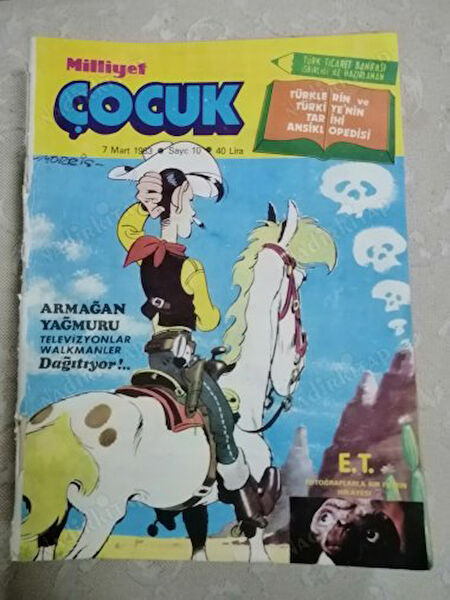 Milliyet
ÇOCUK
7 Mart 1983 • Sayı: 10 • 40 Lira
TÜRK TİCARET BANKASI
İŞBİRLİĞİ İLE HAZIRLANAN
TÜRKLERİN ve
TÜRKİYE'NİN
TARİHİ
ANSİKLOPEDİSİ
MORRIS
ARMAĞAN
YAĞMURU
TELEVİZYONLAR
WALKMANLER
Dağıtıyor!..
E.T.
FOTOĞRAFLARLA BİR FİLMİN
HİKAYESİ